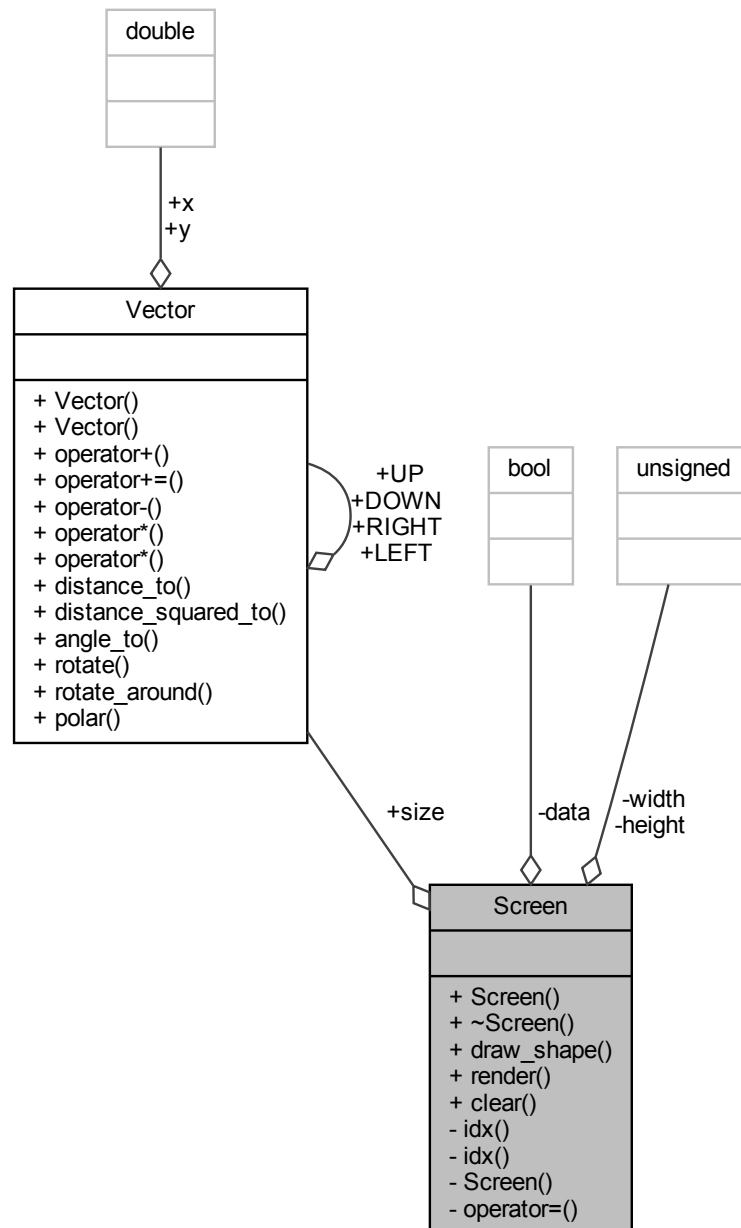 double
+x
+y
Vector
+ Vector()
+ Vector()
+ operator+()
+ operator+=()
+ operator-()
+ operator*()
+ operator*()
+ distance_to()
+ distance_squared_to()
+ angle_to()
+ rotate()
+ rotate_around()
+ polar()
+UP
+DOWN
+RIGHT
+LEFT
bool
unsigned
+size
-data
-width
-height
Screen
+ Screen()
+ ~Screen()
+ draw_shape()
+ render()
+ clear()
- idx()
- idx()
- Screen()
- operator=()